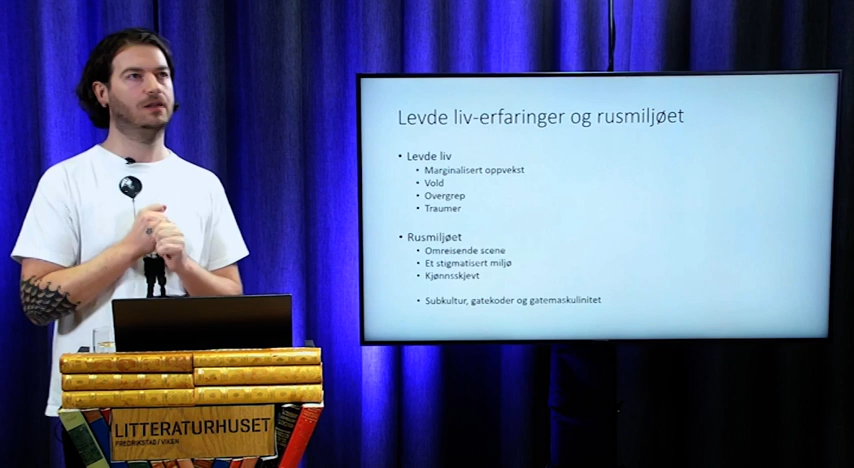 Levde liv-erfaringer og rusmiljøet
• Levde liv
• Marginalisert oppvekst
• Vold
• Overgrep
• Traumer
• Rusmiljøet
• Omreisende scene
• Et stigmatisert miljø
• Kjønnsskjevt
• Subkultur, gatekoder og gatemaskulinitet
LITTERATURHUSET
FREDRIKSTAD / VIKEN